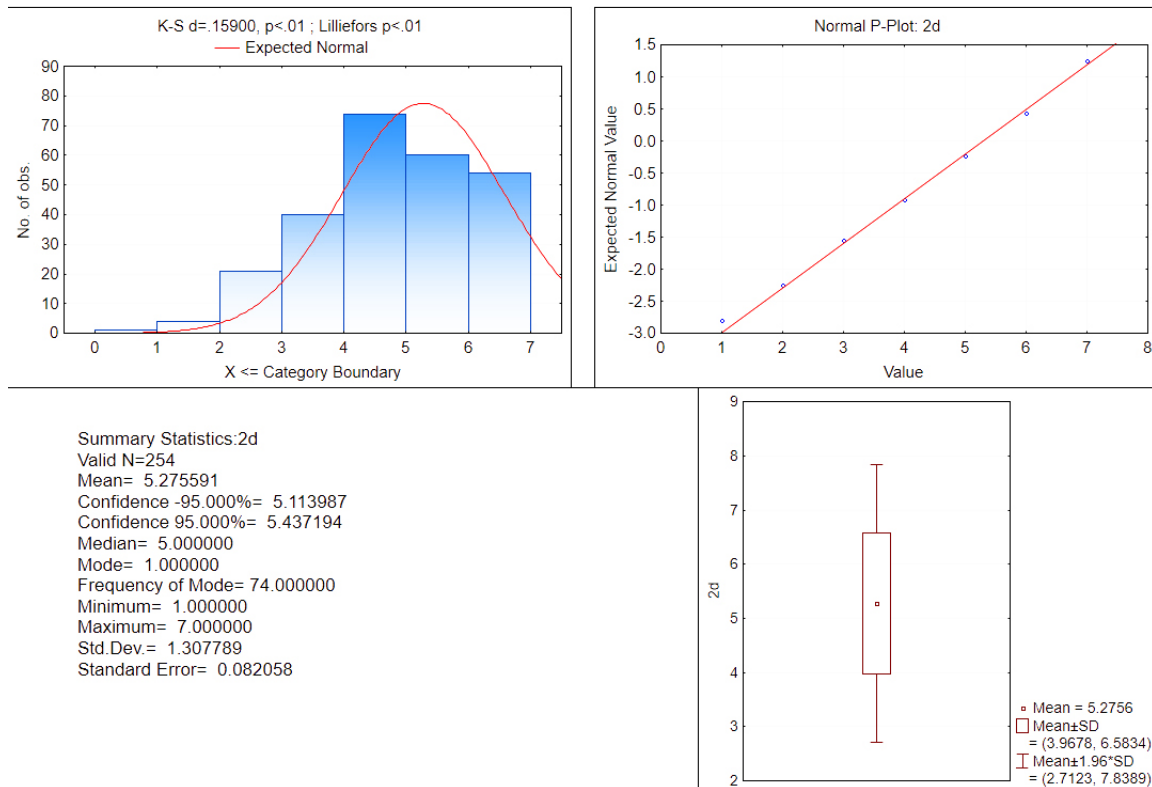 K-S d=.15900, p<.01 ; Lilliefors p<.01
Expected Normal
90
80
70
60
50
40
30
20
10
0
No. of obs.
0 1 2 3 4 5 6 7
X <= Category Boundary
Normal P-Plot: 2d
1.5
1.0
0.5
0.0
-0.5
-1.0
-1.5
-2.0
-2.5
-3.0
Expected Normal Value
0 1 2 3 4 5 6 7 8
Value
Summary Statistics:2d
Valid N=254
Mean= 5.275591
Confidence -95.000%= 5.113987
Confidence 95.000%= 5.437194
Median= 5.000000
Mode= 1.000000
Frequency of Mode= 74.000000
Minimum= 1.000000
Maximum= 7.000000
Std.Dev.= 1.307789
Standard Error= 0.082058
9
8
7
6
5
4
3
2
2d
Mean = 5.2756
Mean±SD
= (3.9678, 6.5834)
Mean±1.96*SD
= (2.7123, 7.8389)